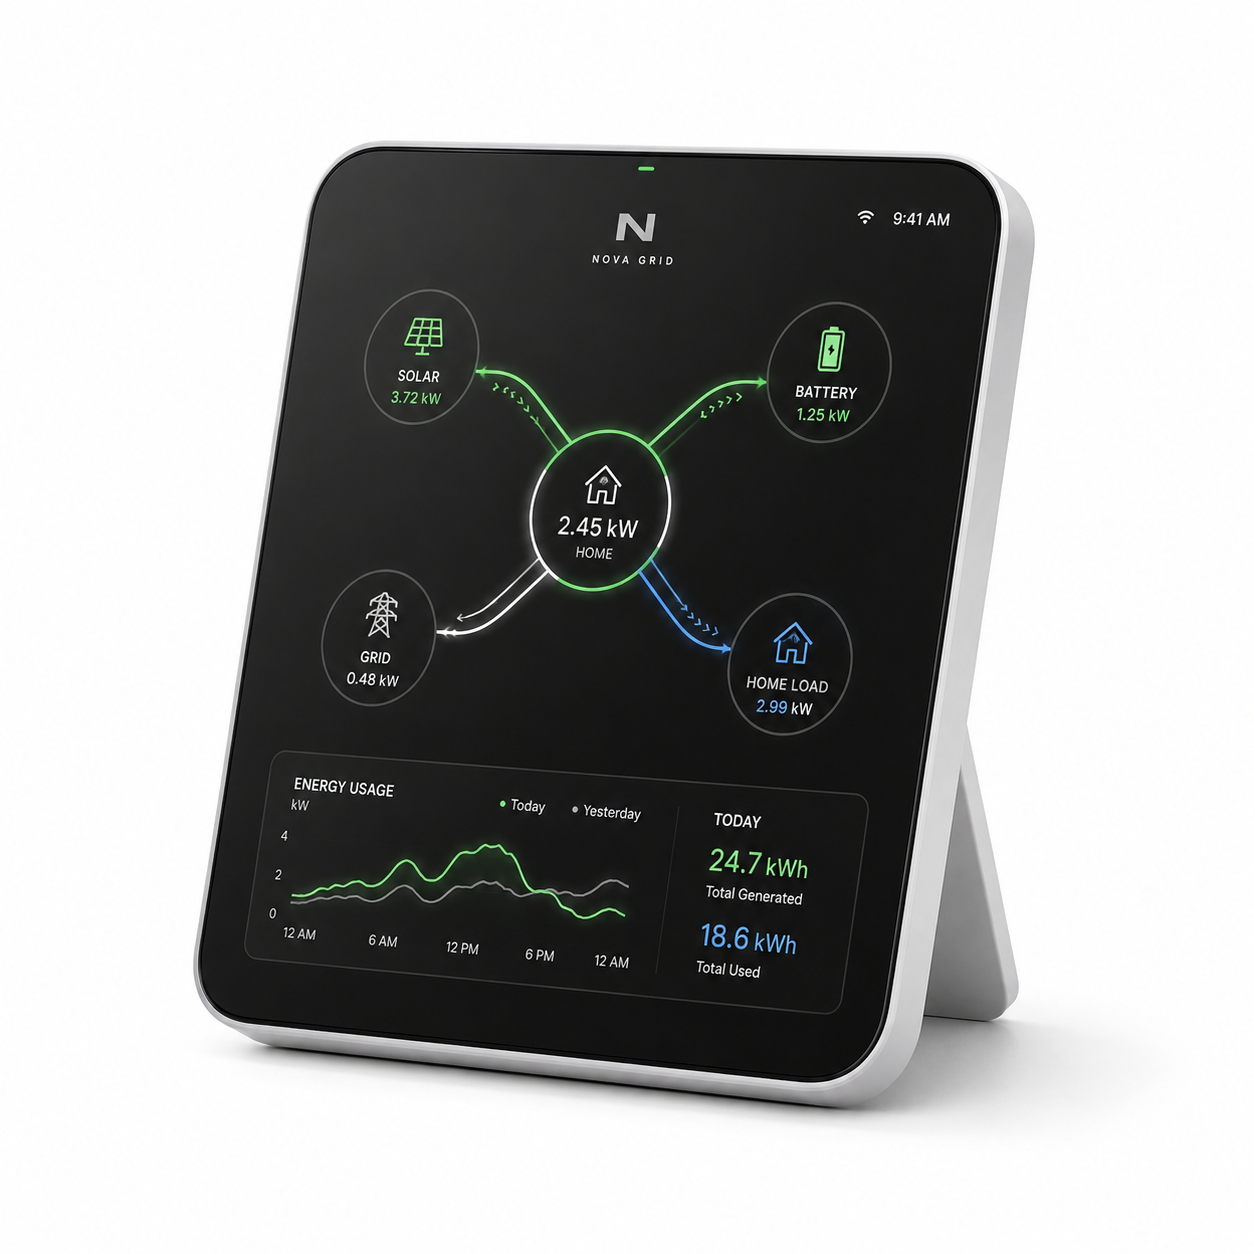 N
NOVA GRID
9:41 AM
SOLAR
3.72 kW
BATTERY
1.25 kW
2.45 kW
HOME
GRID
0.48 kW
HOME LOAD
2.99 kW
ENERGY USAGE
kW
Today
Yesterday
4
2
0
12 AM
6 AM
12 PM
6 PM
12 AM
TODAY
24.7 kWh
Total Generated
18.6 kWh
Total Used